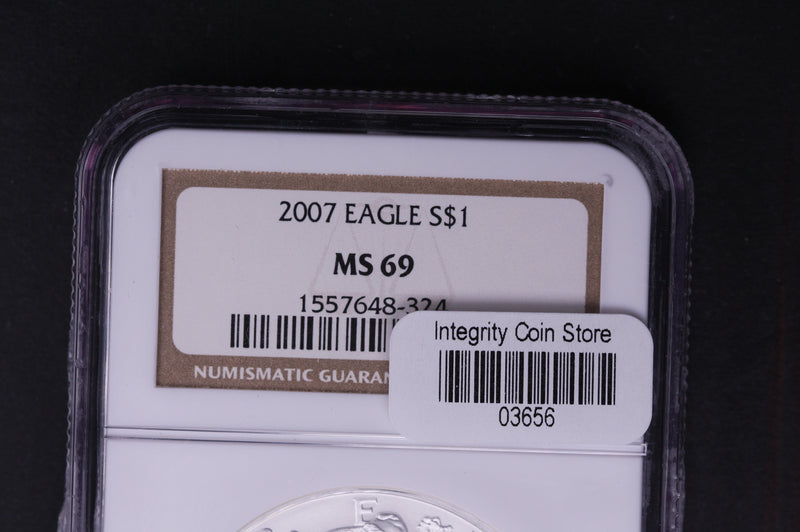 2007 EAGLE S$1
MS 69
1557648-324
NUMISMATIC GUARAN
Integrity Coin Store
03656
E